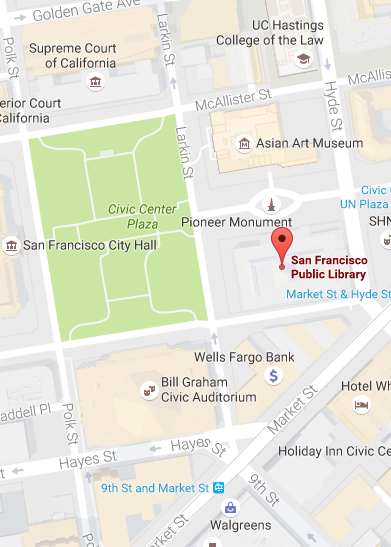 Golden Gate Ave
Polk St
Larkin St
UC Hastings
College of the Law
Supreme Court
of California
McAllister
McAllister St
Hyde St
erior Court
California
Larkin St
Asian Art Museum
Civic
UN Plaza
Civic Center
Plaza
Pioneer Monument
SHN
San Francisco City Hall
San Francisco
Public Library
Market St & Hyde St
Wells Fargo Bank
$
Bill Graham
Civic Auditorium
Hotel Wh
addell Pl
Polk St
Market St
Hayes St
Hayes St
Holiday Inn Civic Ce
9th St and Market St
9th St
Walgreens
Market St